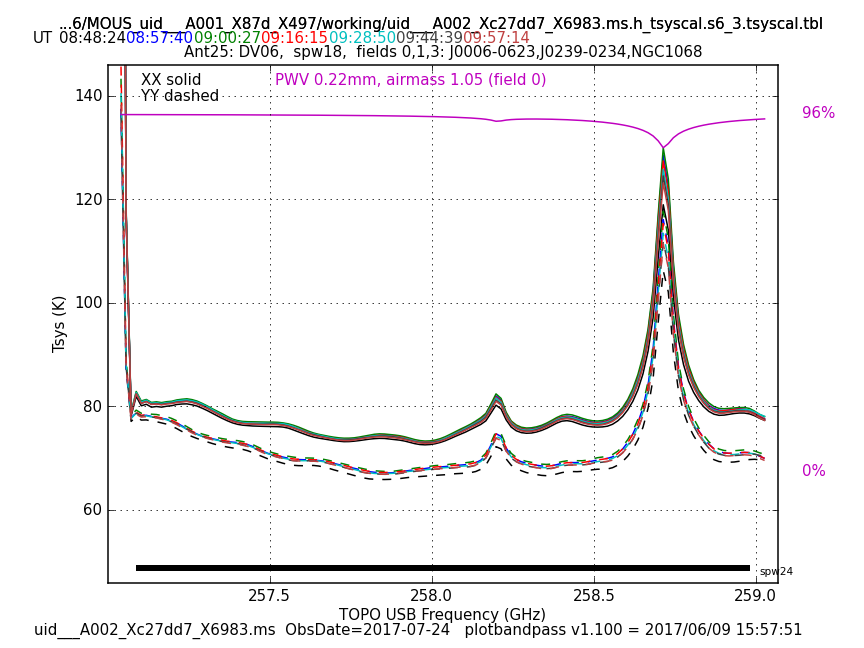 ...6/MOUS_uid___A001_X87d_X497/working/uid___A002_Xc27dd7_X6983.ms.h_tsyscal.s6_3.tsyscal.tbl
UT 08:48:24 08:57:40 09:00:27 09:16:15 09:28:50 09:44:39 09:57:14
Ant25: DV06,  spw18,  fields 0,1,3: J0006-0623,J0239-0234,NGC1068
XX solid
PWV 0.22mm, airmass 1.05 (field 0)
YY dashed
140
96%
120
100
Tsys (K)
80
0%
60
spw24
257.5
258.0
258.5
259.0
TOPO USB Frequency (GHz)
uid___A002_Xc27dd7_X6983.ms  ObsDate=2017-07-24   plotbandpass v1.100 = 2017/06/09 15:57:51